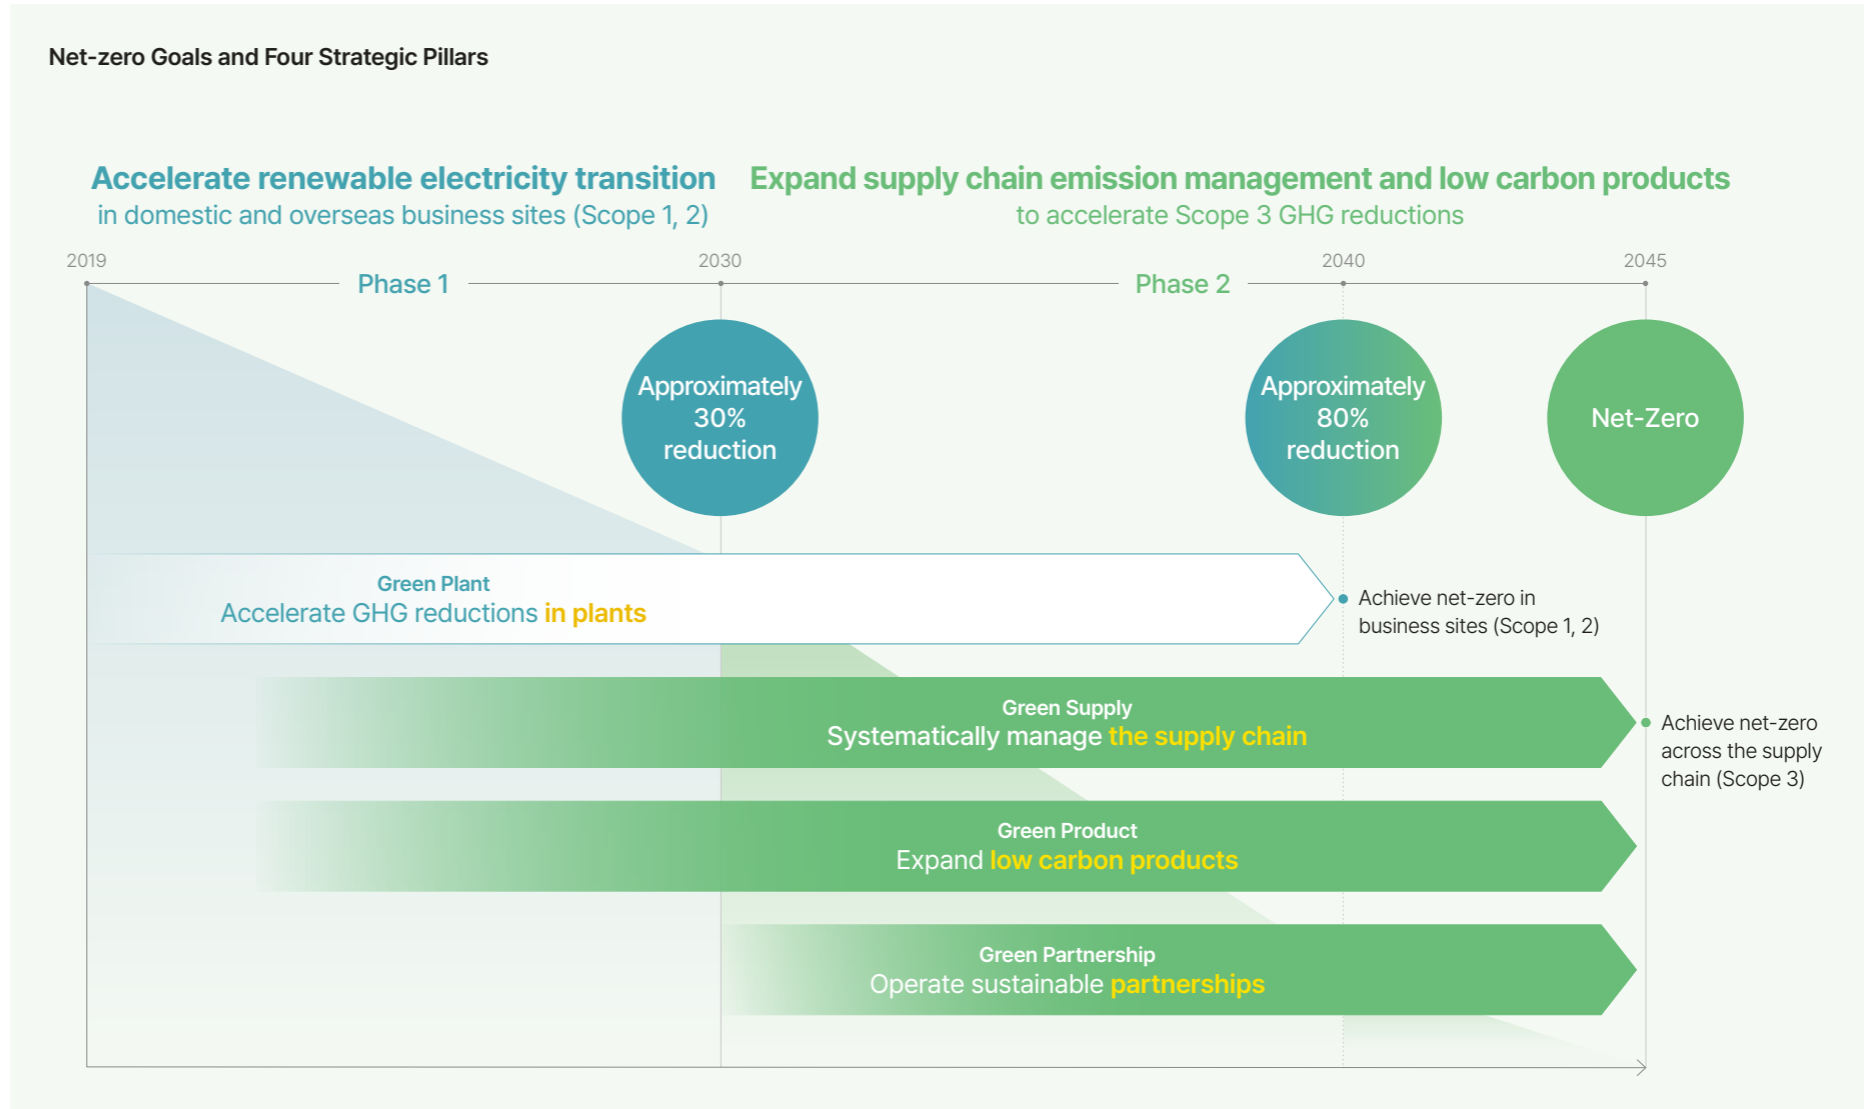 Net-zero Goals and Four Strategic Pillars
Accelerate renewable electricity transition
in domestic and overseas business sites (Scope 1, 2)
Expand supply chain emission management and low carbon products
to accelerate Scope 3 GHG reductions
2019
2030
2040
2045
Phase 1
Phase 2
Approximately
30%
reduction
Approximately
80%
reduction
Net-Zero
Green Plant
Accelerate GHG reductions in plants
Achieve net-zero in
business sites (Scope 1, 2)
Green Supply
Systematically manage the supply chain
Achieve net-zero
across the supply
chain (Scope 3)
Green Product
Expand low carbon products
Green Partnership
Operate sustainable partnerships